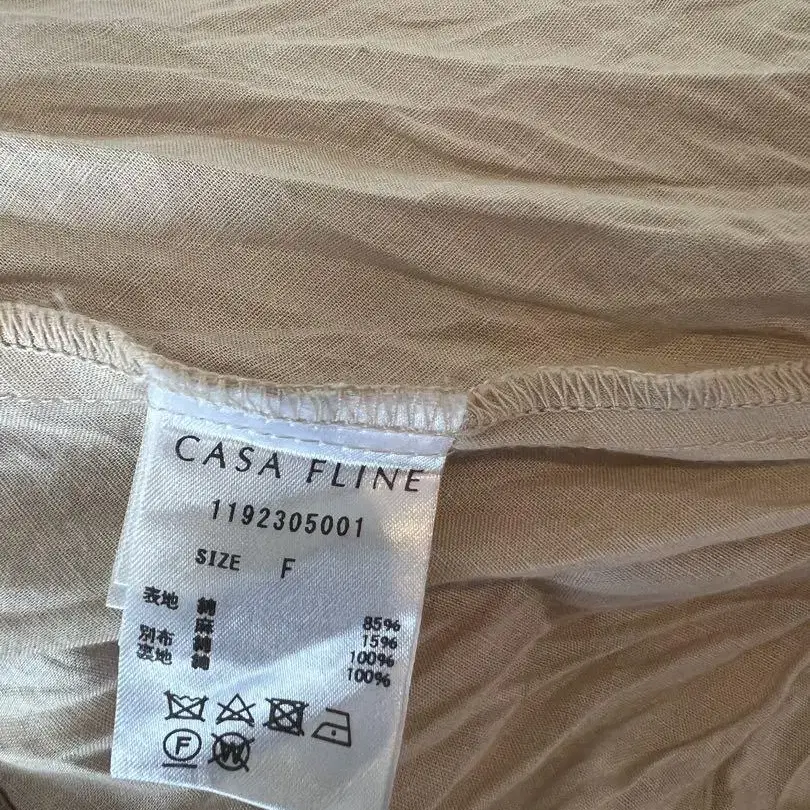 CASA FLINE
1192305001
SIZE F
表地 綿 85%
麻 15%
別布 綿 100%
裏地 綿 100%
F
W